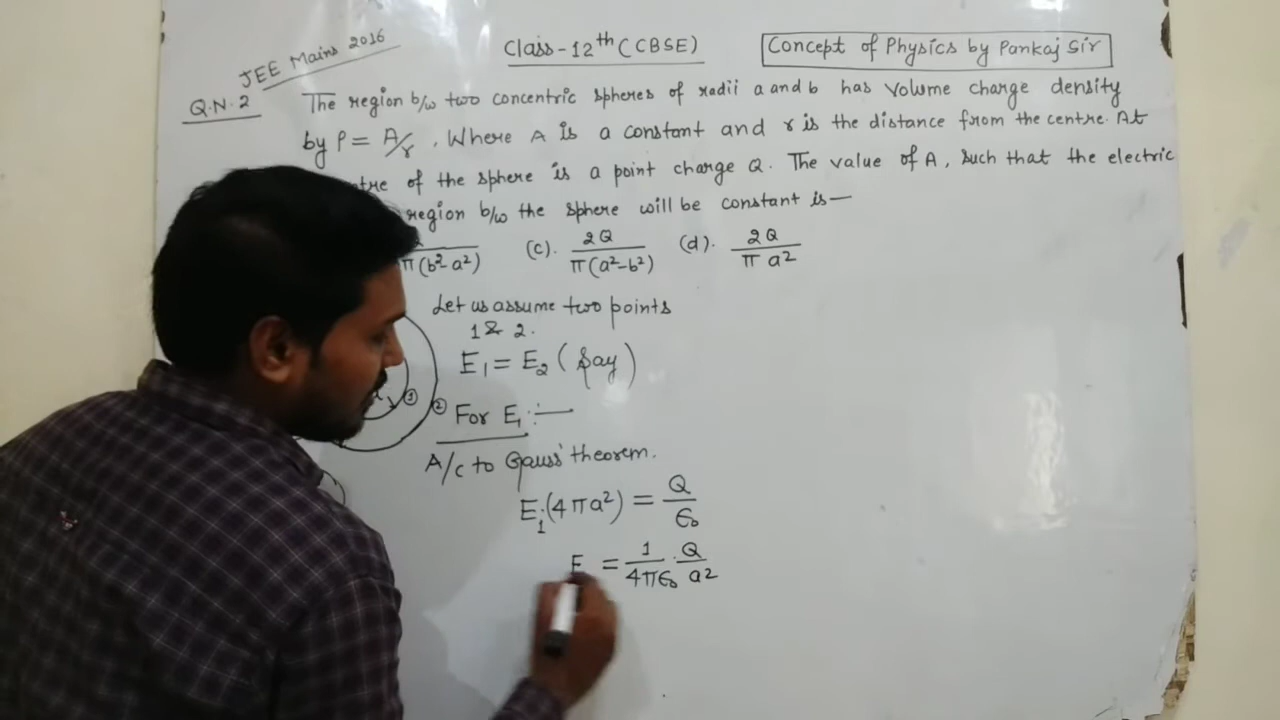 JEE Mains 2016
Class-12th (CBSE)
Concept of Physics by Pankaj Sir
Q.N.2
The region b/w two concentric spheres of radii a and b has volume charge density
by ρ = A/r, Where A is a constant and r is the distance from the centre. At
of the sphere is a point charge Q. The value of A, such that the electric
region b/w the sphere will be constant is—
π(b²-a²) (c). 2Q/π(a²-b²) (d). 2Q/πa²
Let us assume two points
1 & 2.
E₁ = E₂ (say)
① ② For E₁ :—
A/c to Gauss' theorem.
E₁(4πa²) = Q/ϵ₀
E = 1/4πϵ₀ . Q/a²